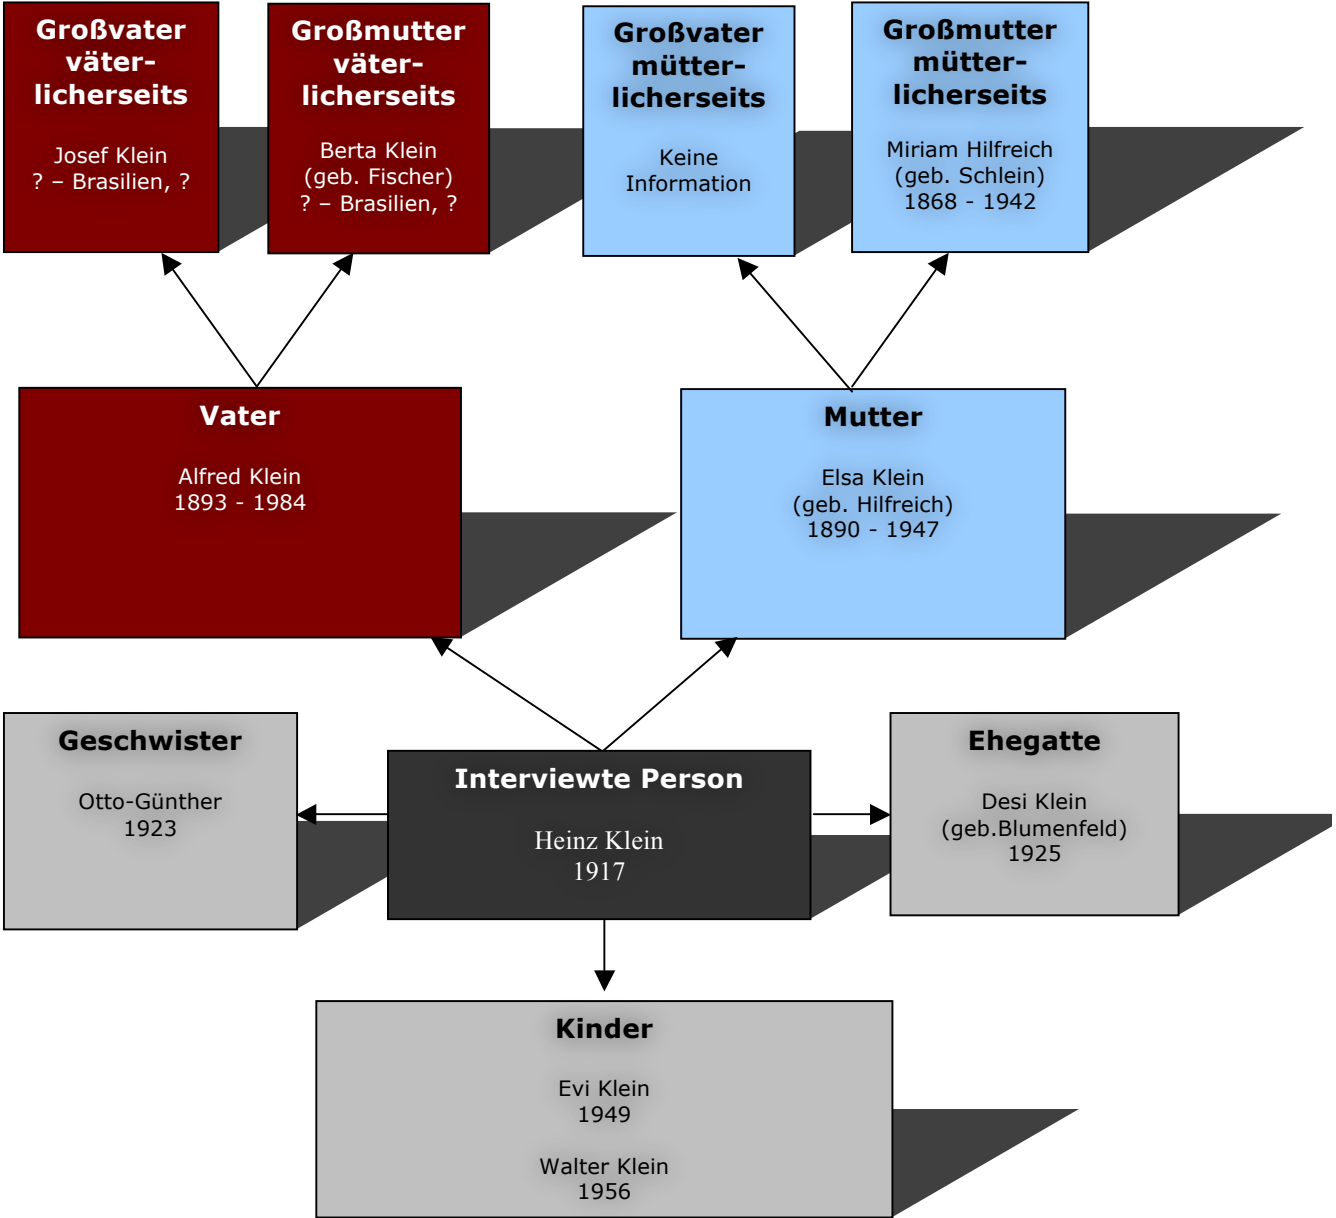 Großvater
väter-
licherseits
Josef Klein
? – Brasilien, ?
Großmutter
väter-
licherseits
Berta Klein
(geb. Fischer)
? – Brasilien, ?
Großvater
mütter-
licherseits
Keine
Information
Großmutter
mütter-
licherseits
Miriam Hilfreich
(geb. Schlein)
1868 - 1942
Vater
Alfred Klein
1893 - 1984
Mutter
Elsa Klein
(geb. Hilfreich)
1890 - 1947
Geschwister
Otto-Günther
1923
Interviewte Person
Heinz Klein
1917
Ehegatte
Desi Klein
(geb.Blumenfeld)
1925
Kinder
Evi Klein
1949
Walter Klein
1956